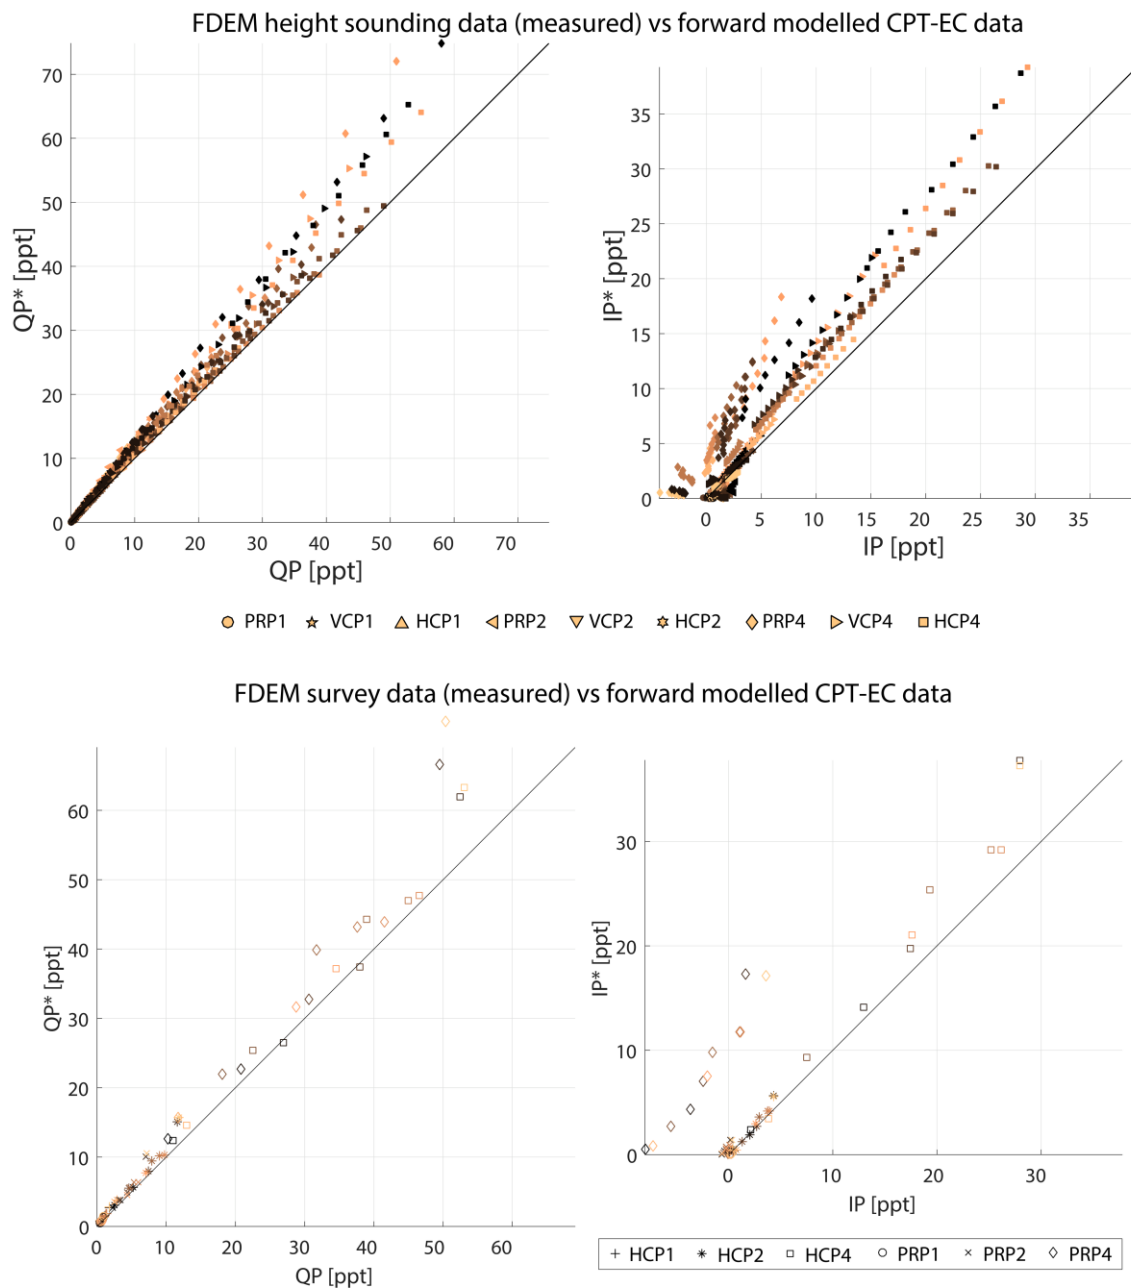 FDEM height sounding data (measured) vs forward modelled CPT-EC data
QP* [ppt]
70
60
50
40
30
20
10
0
0 10 20 30 40 50 60 70
QP [ppt]
IP* [ppt]
35
30
25
20
15
10
5
0
0 5 10 15 20 25 30 35
IP [ppt]
PRP1 VCP1 HCP1 PRP2 VCP2 HCP2 PRP4 VCP4 HCP4
FDEM survey data (measured) vs forward modelled CPT-EC data
QP* [ppt]
60
50
40
30
20
10
0
0 10 20 30 40 50 60
QP [ppt]
IP* [ppt]
30
20
10
0
0 10 20 30
IP [ppt]
HCP1 HCP2 HCP4 PRP1 PRP2 PRP4